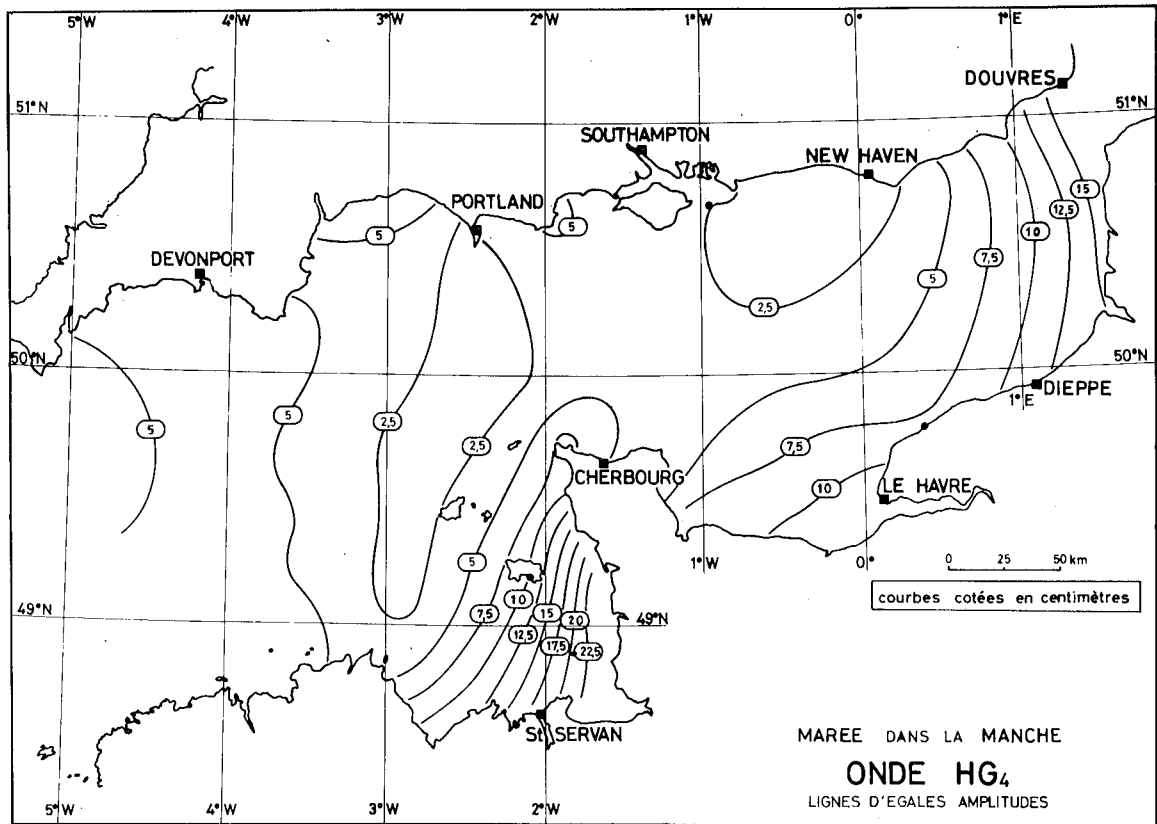 5°W 4°W 3°W 2°W 1°W 0° 1°E
DOUVRES
51°N 51°N
SOUTHAMPTON
NEW HAVEN
PORTLAND
15
12,5
5
5
10
DEVONPORT
7,5
5
2,5
50°N 50°N
DIEPPE
1°E
5
5
2,5
2,5
7,5
CHERBOURG
10
LE HAVRE
5
1°W 0° 0 25 50 km
courbes cotées en centimètres
7,5
10
15
20
49°N 49°N
12,5
17,5
22,5
St SERVAN
MAREE DANS LA MANCHE
ONDE HG4
LIGNES D'EGALES AMPLITUDES
5°W 4°W 3°W 2°W